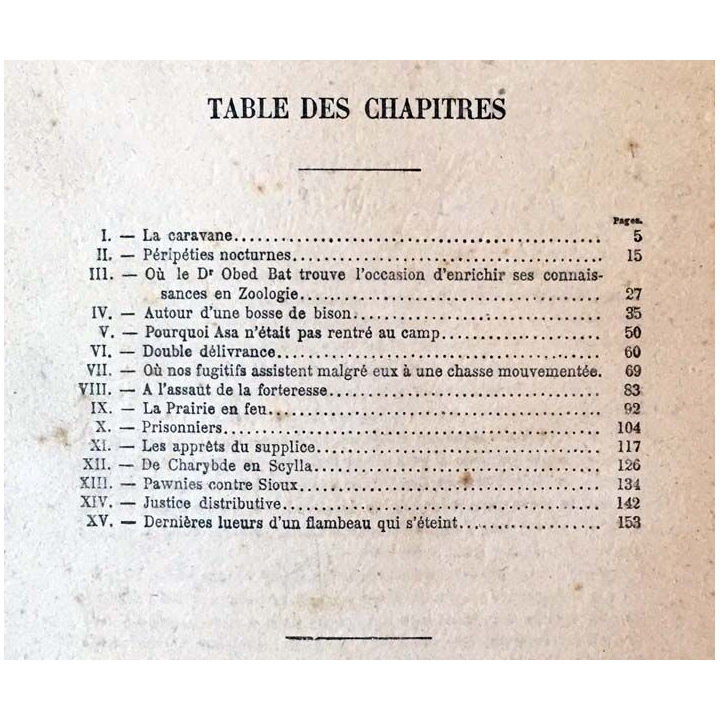 TABLE DES CHAPITRES
Pages.
I. — La caravane........................................ 5
II. — Péripéties nocturnes................................ 15
III. — Où le Dr Obed Bat trouve l'occasion d'enrichir ses connais-
sances en Zoologie................................ 27
IV. — Autour d'une bosse de bison........................ 35
V. — Pourquoi Asa n'était pas rentré au camp.............. 50
VI. — Double délivrance................................ 60
VII. — Où nos fugitifs assistent malgré eux à une chasse mouvementée. 69
VIII. — A l'assaut de la forteresse........................ 83
IX. — La Prairie en feu................................ 92
X. — Prisonniers........................................ 104
XI. — Les apprêts du supplice............................ 117
XII. — De Charybde en Scylla............................ 126
XIII. — Pawnies contre Sioux............................ 134
XIV. — Justice distributive................................ 142
XV. — Dernières lueurs d'un flambeau qui s'éteint............ 153